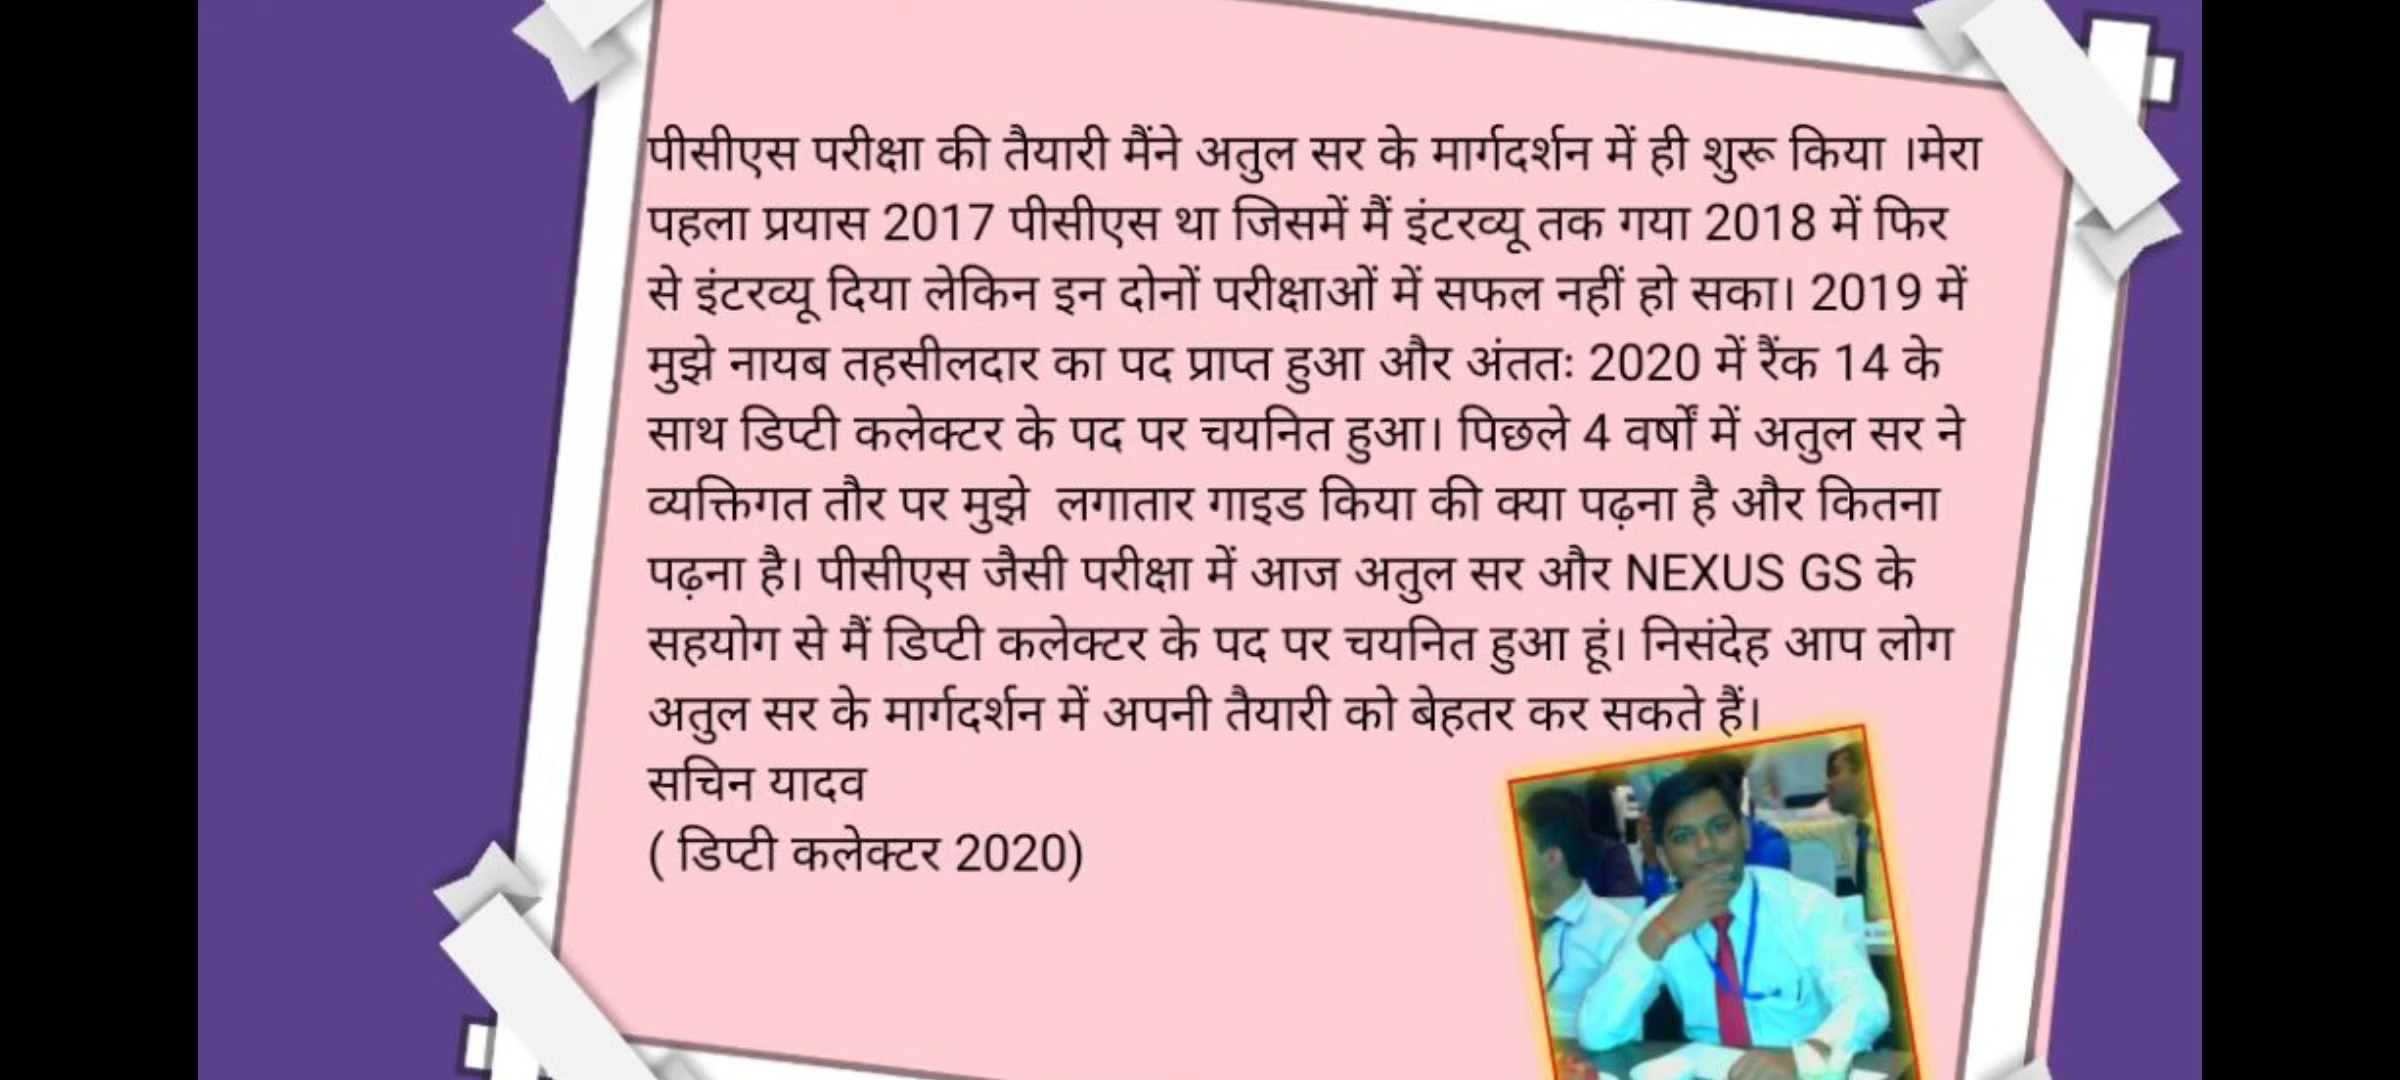 पीसीएस परीक्षा की तैयारी मैंने अतुल सर के मार्गदर्शन में ही शुरू किया ।मेरा
पहला प्रयास 2017 पीसीएस था जिसमें मैं इंटरव्यू तक गया 2018 में फिर
से इंटरव्यू दिया लेकिन इन दोनों परीक्षाओं में सफल नहीं हो सका। 2019 में
मुझे नायब तहसीलदार का पद प्राप्त हुआ और अंततः 2020 में रैंक 14 के
साथ डिप्टी कलेक्टर के पद पर चयनित हुआ। पिछले 4 वर्षों में अतुल सर ने
व्यक्तिगत तौर पर मुझे  लगातार गाइड किया की क्या पढ़ना है और कितना
पढ़ना है। पीसीएस जैसी परीक्षा में आज अतुल सर और NEXUS GS के
सहयोग से मैं डिप्टी कलेक्टर के पद पर चयनित हुआ हूं। निसंदेह आप लोग
अतुल सर के मार्गदर्शन में अपनी तैयारी को बेहतर कर सकते हैं।
सचिन यादव
( डिप्टी कलेक्टर 2020)